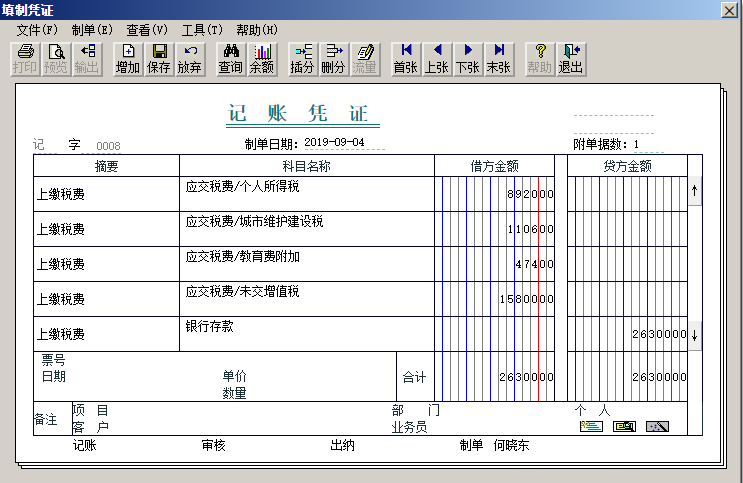 填制凭证
文件(F) 制单(E) 查看(V) 工具(T) 帮助(H)
打印 预览 输出 增加 保存 放弃 查询 余额 插分 删分 流量 首张 上张 下张 末张 帮助 退出
记 账 凭 证
记 字 0008 制单日期: 2019-09-04 附单据数: 1
摘要 科目名称 借方金额 贷方金额
上缴税费 应交税费/个人所得税 892000
上缴税费 应交税费/城市维护建设税 110600
上缴税费 应交税费/教育费附加 47400
上缴税费 应交税费/未交增值税 1580000
上缴税费 银行存款 2630000
票号
日期 单价 合计 2630000 2630000
数量
备注 项 目 部 门 个 人
客 户 业务员
记账 审核 出纳 制单 何晓东